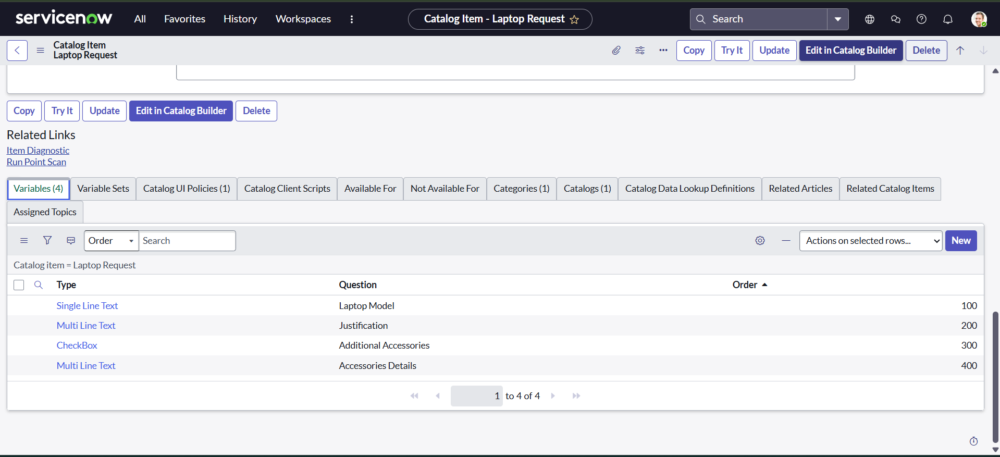 servicenow All Favorites History Workspaces Catalog Item - Laptop Request Search
Catalog Item
Laptop Request
Copy Try It Update Edit in Catalog Builder Delete
Copy Try It Update Edit in Catalog Builder Delete
Related Links
Item Diagnostic
Run Point Scan
Variables (4) Variable Sets Catalog UI Policies (1) Catalog Client Scripts Available For Not Available For Categories (1) Catalogs (1) Catalog Data Lookup Definitions Related Articles Related Catalog Items
Assigned Topics
Order Search Actions on selected rows... New
Catalog item = Laptop Request
Type Question Order
Single Line Text Laptop Model 100
Multi Line Text Justification 200
CheckBox Additional Accessories 300
Multi Line Text Accessories Details 400
1 to 4 of 4